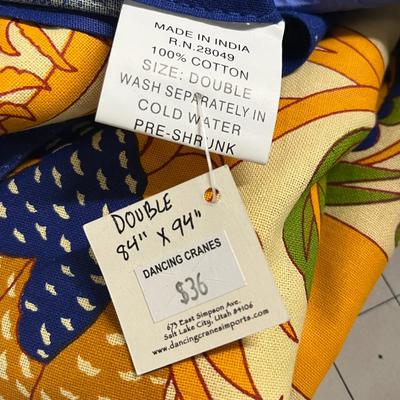 MADE IN INDIA
R.N.28049
100% COTTON
SIZE: DOUBLE
WASH SEPARATELY IN
COLD WATER
PRE-SHRUNK
DOUBLE
84" X 94"
DANCING CRANES
$36
673 East Simpson Ave.
Salt Lake City, Utah 84106
www.dancingcranesimports.com